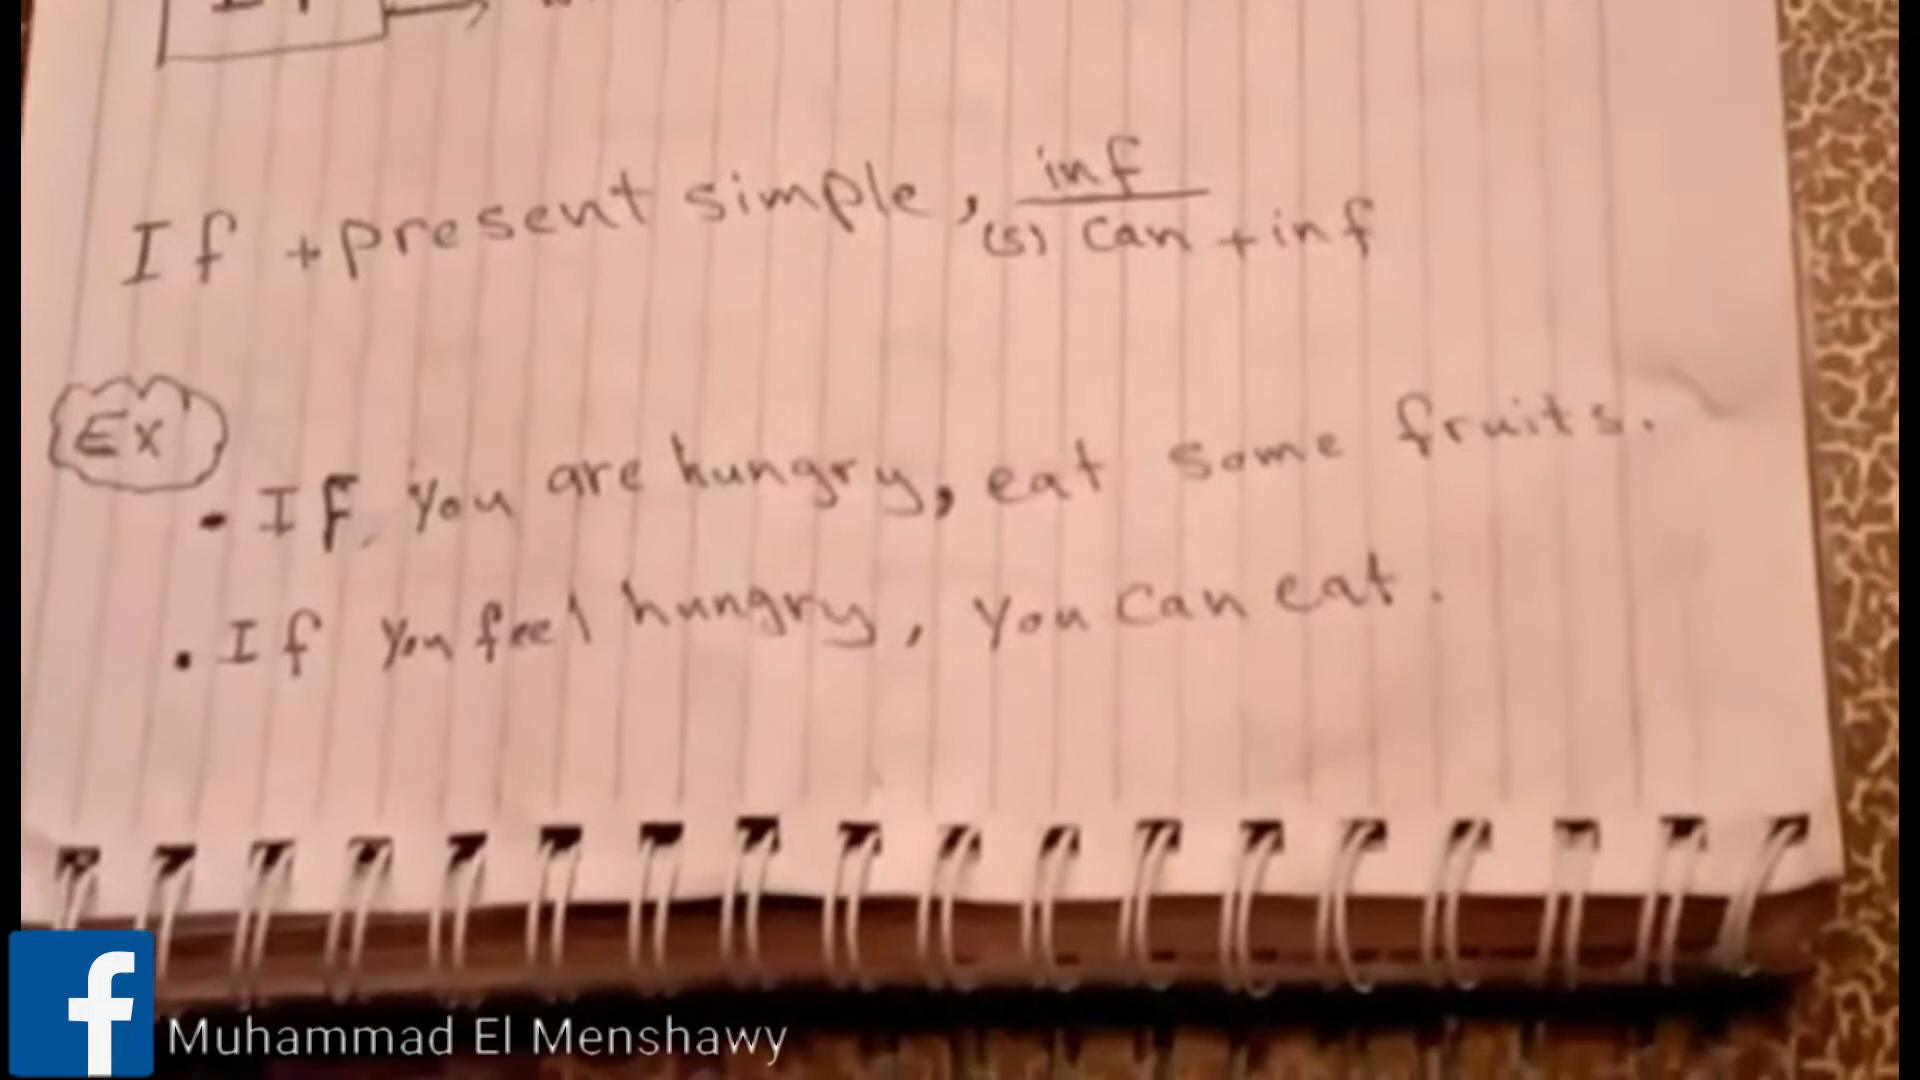 If + present simple, inf
(s) can + inf
Ex
- IF you are hungry, eat some fruits.
. If you feel hungry, you can eat.
f Muhammad El Menshawy